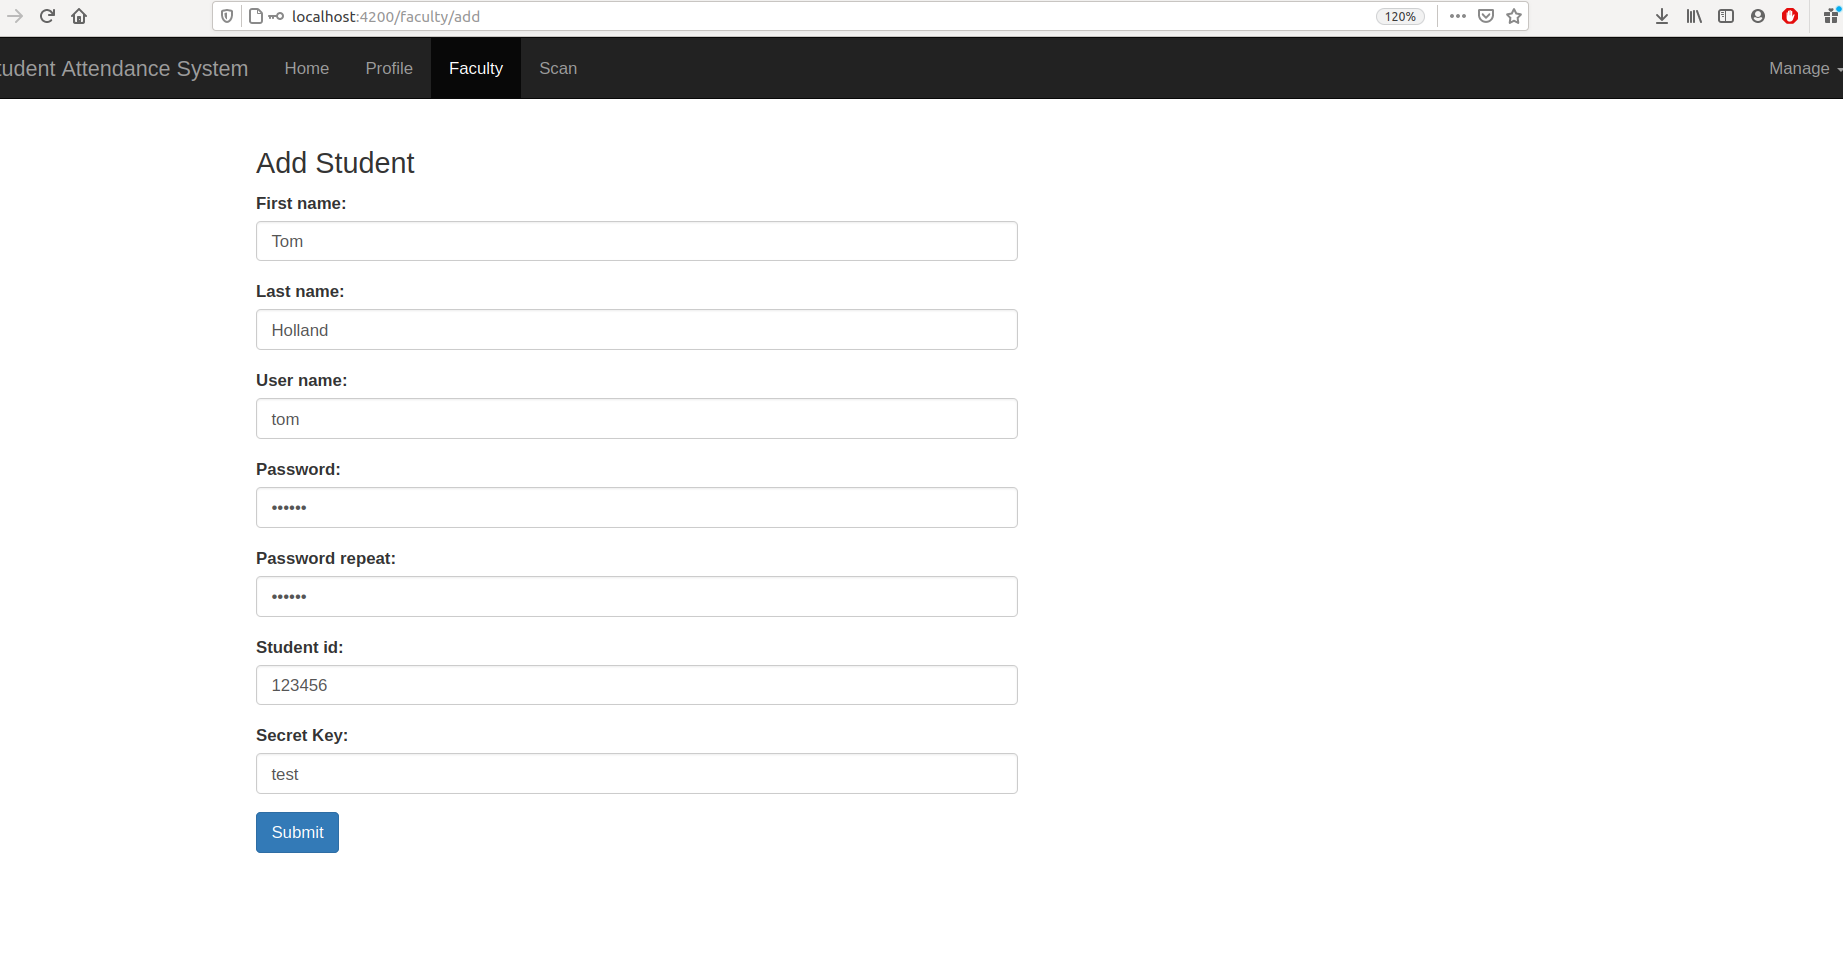 localhost:4200/faculty/add 120%
tudent Attendance System Home Profile Faculty Scan Manage
Add Student
First name:
Tom
Last name:
Holland
User name:
tom
Password:
••••••
Password repeat:
••••••
Student id:
123456
Secret Key:
test
Submit